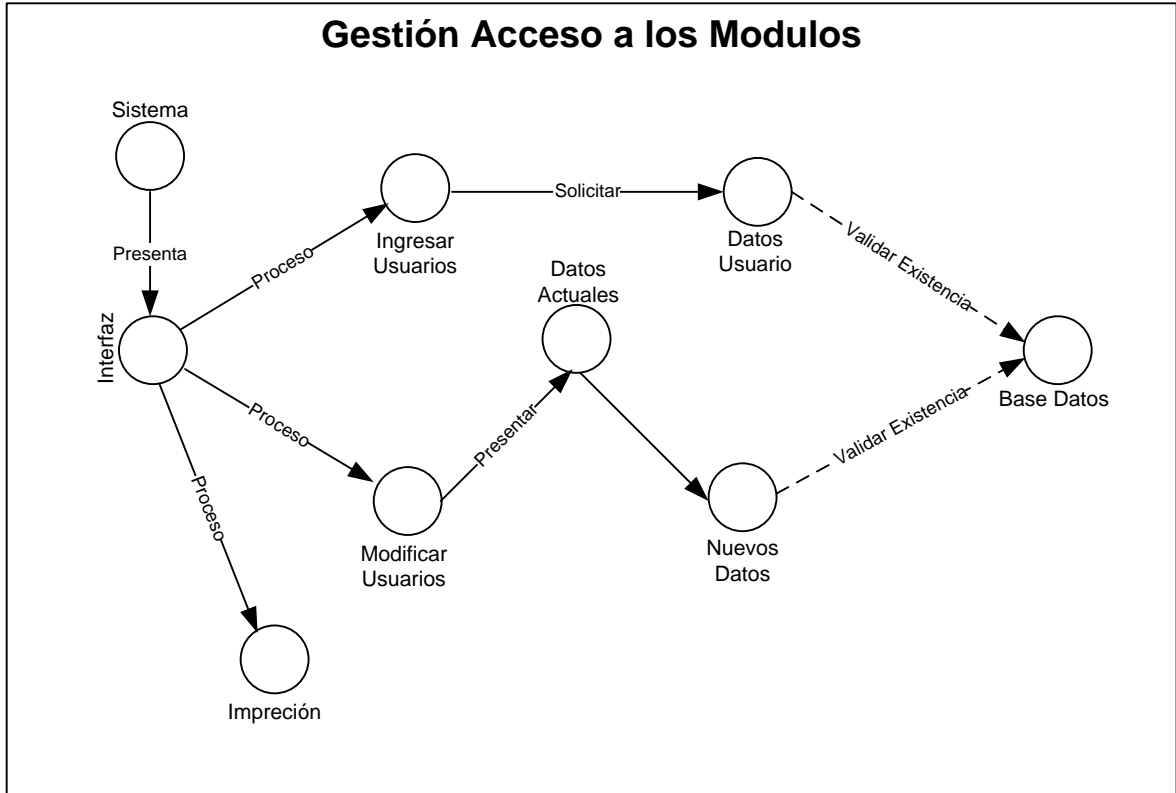 Gestión Acceso a los Modulos
Sistema
Presenta
Interfaz
Proceso
Ingresar
Usuarios
Solicitar
Datos
Usuario
Validar Existencia
Base Datos
Proceso
Modificar
Usuarios
Presentar
Datos
Actuales
Nuevos
Datos
Validar Existencia
Proceso
Impreción